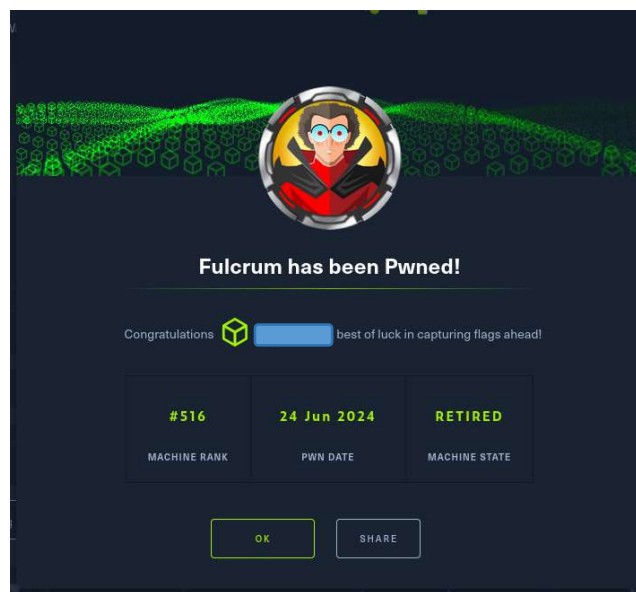 Fulcrum has been Pwned!
Congratulations best of luck in capturing flags ahead!
#516 24 Jun 2024 RETIRED
MACHINE RANK PWN DATE MACHINE STATE
OK SHARE